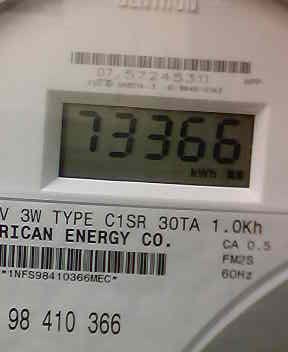 CENTRON
73366
kWh
V 3W TYPE C1SR 30TA 1.0Kh
RICAN ENERGY CO.
CA 0.5
FM2S
60Hz
*1NFS98410366MEC*
98 410 366